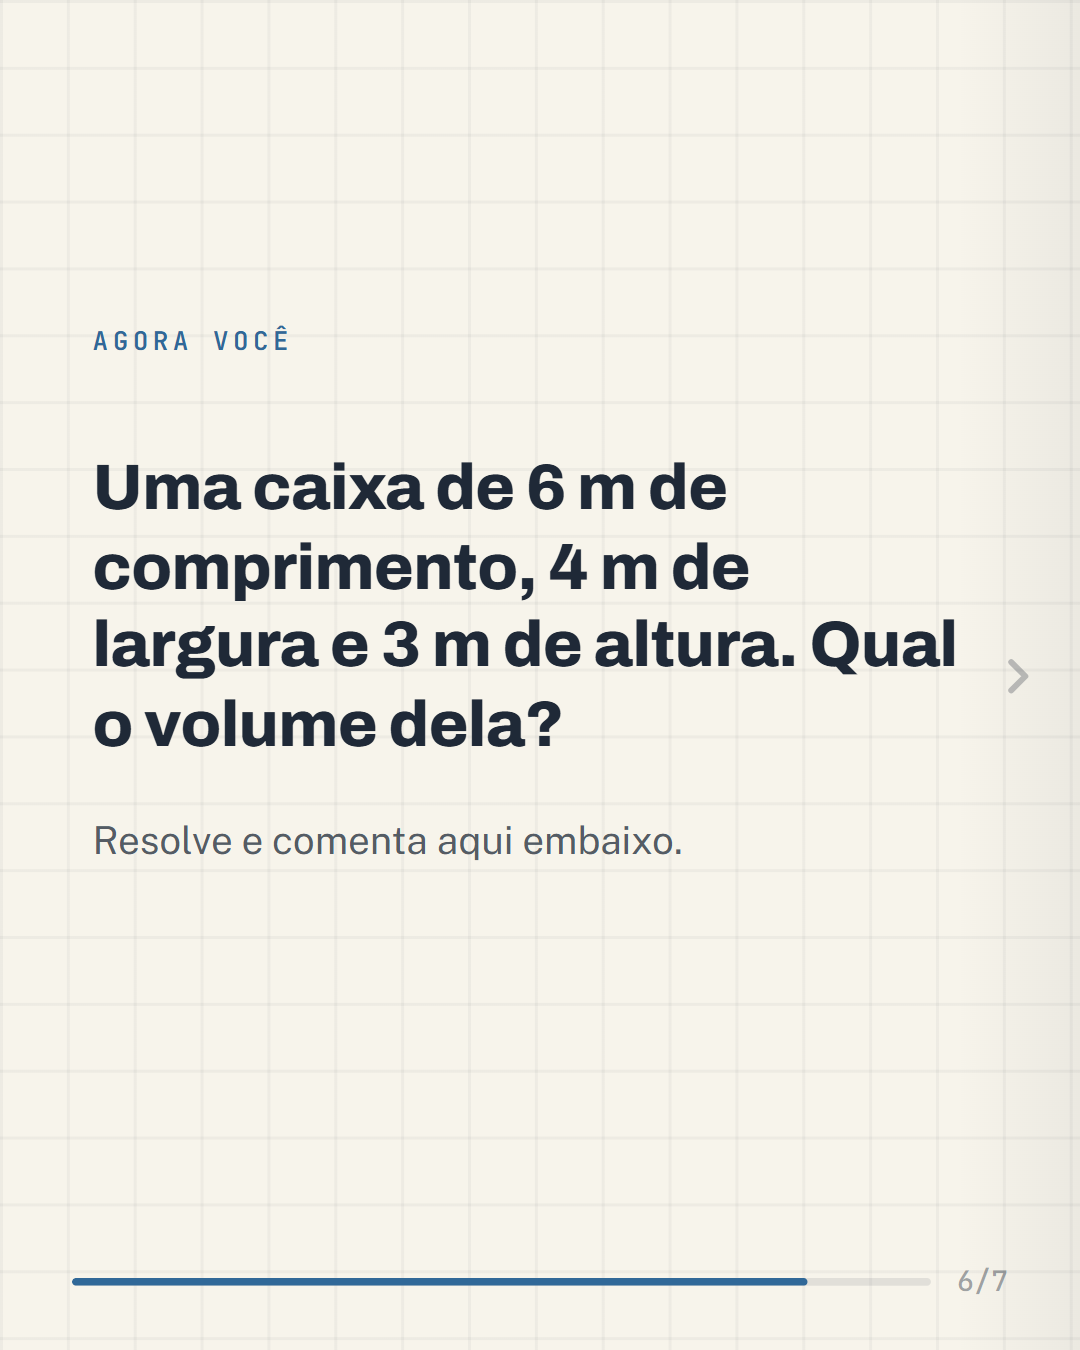 AGORA VOCÊ
Uma caixa de 6 m de
comprimento, 4 m de
largura e 3 m de altura. Qual
o volume dela?
Resolve e comenta aqui embaixo.
6/7